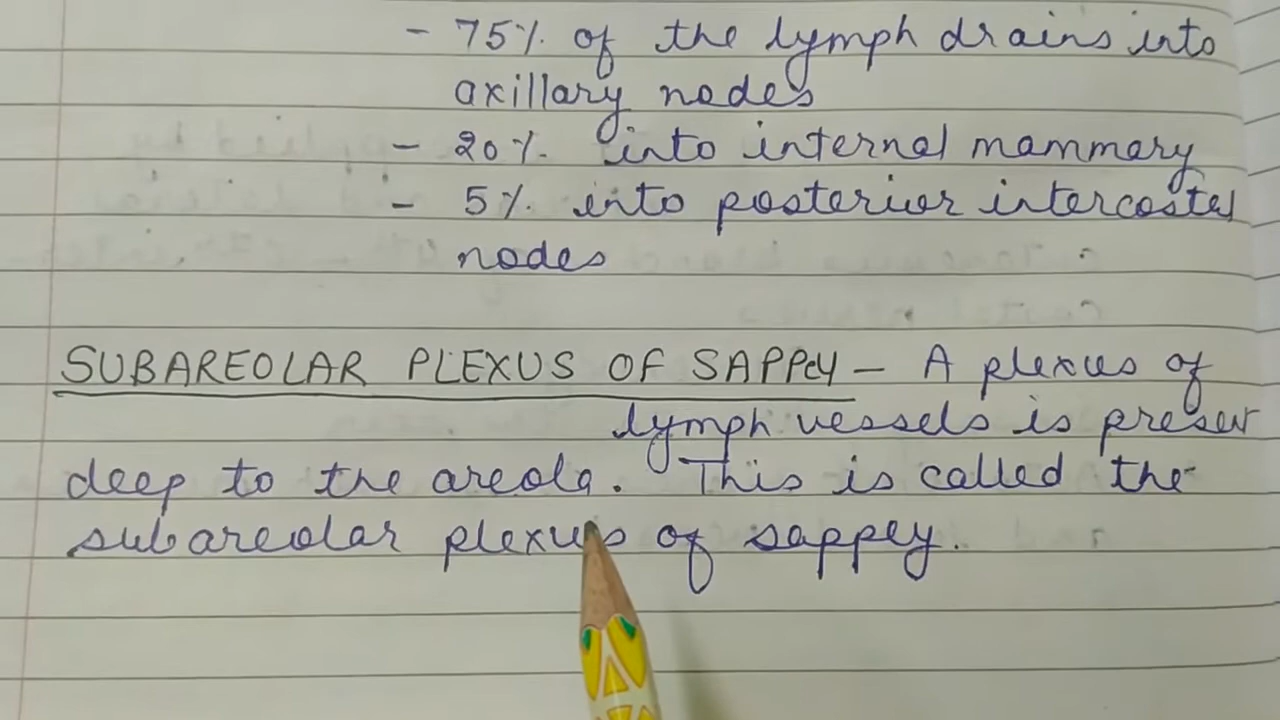 - 75% of the lymph drains into
axillary nodes
- 20% into internal mammary
- 5% into posterior intercostal
nodes
SUBAREOLAR PLEXUS OF SAPPEY - A plexus of
lymph vessels is present
deep to the areola. This is called the
subareolar plexus of sappey.